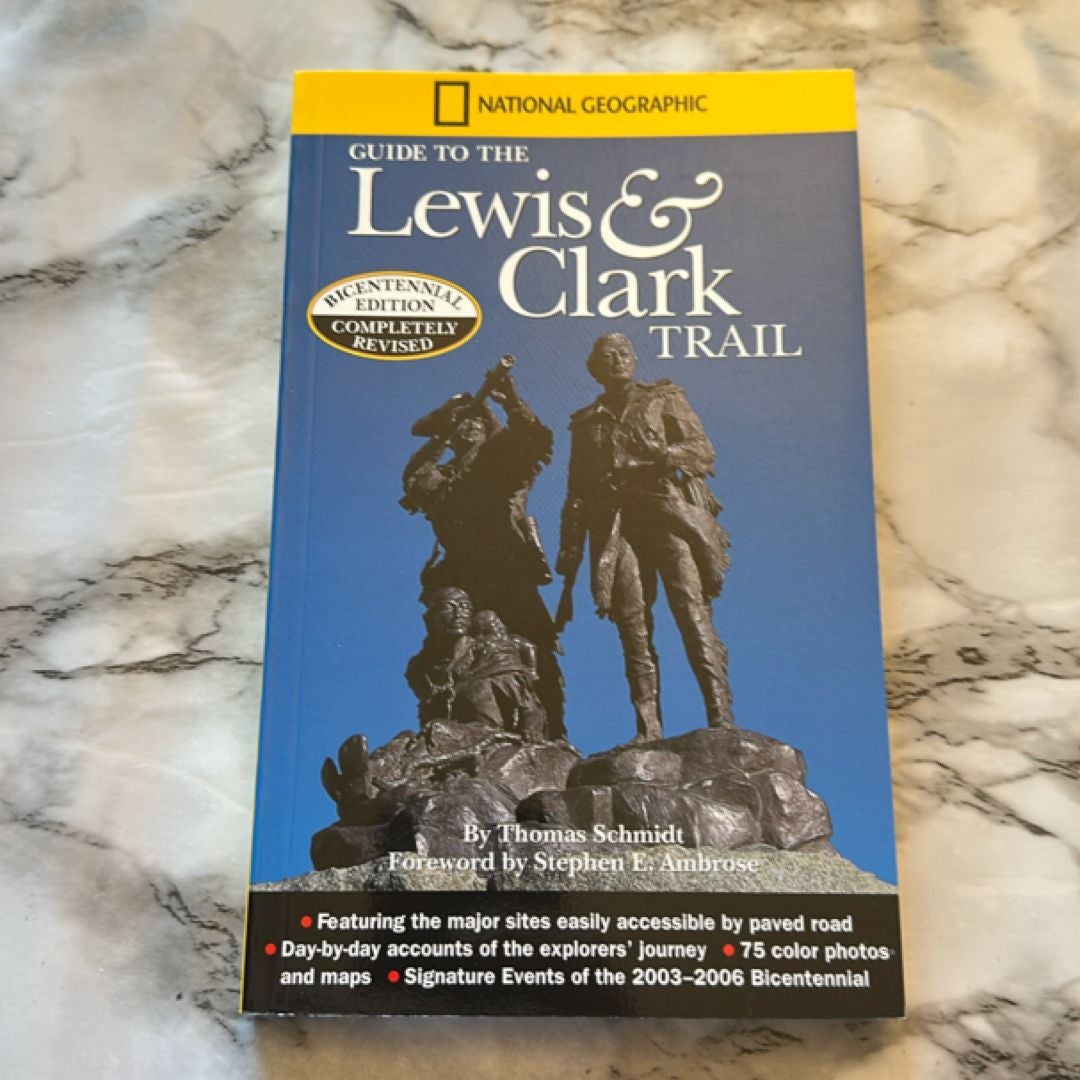 NATIONAL GEOGRAPHIC
GUIDE TO THE
Lewis &
Clark
TRAIL
BICENTENNIAL
EDITION
COMPLETELY
REVISED
By Thomas Schmidt
Foreword by Stephen E. Ambrose
• Featuring the major sites easily accessible by paved road
• Day-by-day accounts of the explorers' journey • 75 color photos
and maps • Signature Events of the 2003–2006 Bicentennial